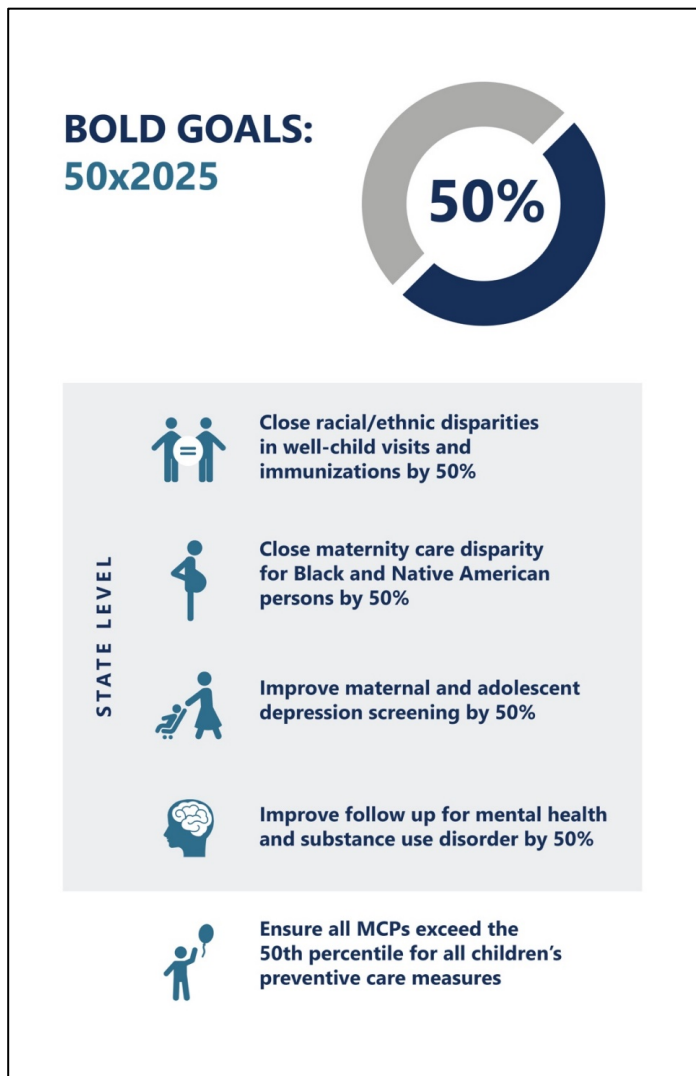 BOLD GOALS:
50x2025
50%
STATE LEVEL
=
Close racial/ethnic disparities
in well-child visits and
immunizations by 50%
Close maternity care disparity
for Black and Native American
persons by 50%
Improve maternal and adolescent
depression screening by 50%
Improve follow up for mental health
and substance use disorder by 50%
Ensure all MCPs exceed the
50th percentile for all children’s
preventive care measures